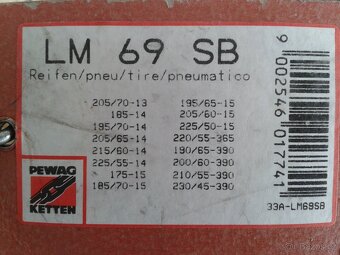 LM 69 SB
Reifen/pneu/tire/pneumatico
205/70-13
185-14
195/70-14
205/65-14
215/60-14
225/55-14
175-15
185/70-15
195/65-15
205/60-15
225/50-15
220/55-365
190/65-390
200/60-390
210/55-390
230/45-390
PEWAG
KETTEN
9 002546 017741
33A-LM69SB